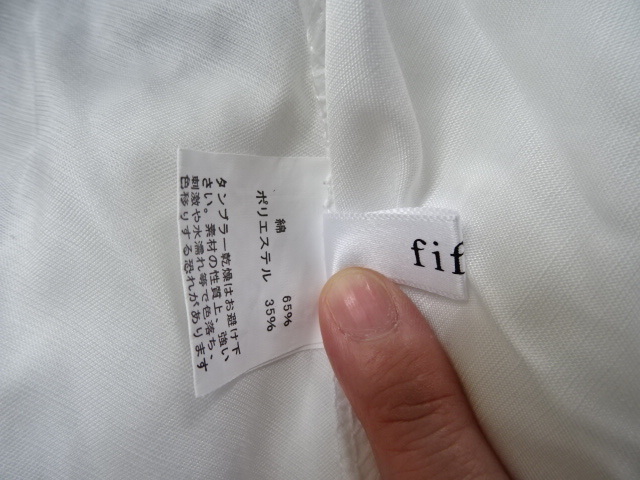 綿 65%
ポリエステル 35%
タンブラー乾燥はお避け下
さい。素材の性質上、強い
刺激や水濡れ等で色落ち、
色移りする恐れがあります
fif